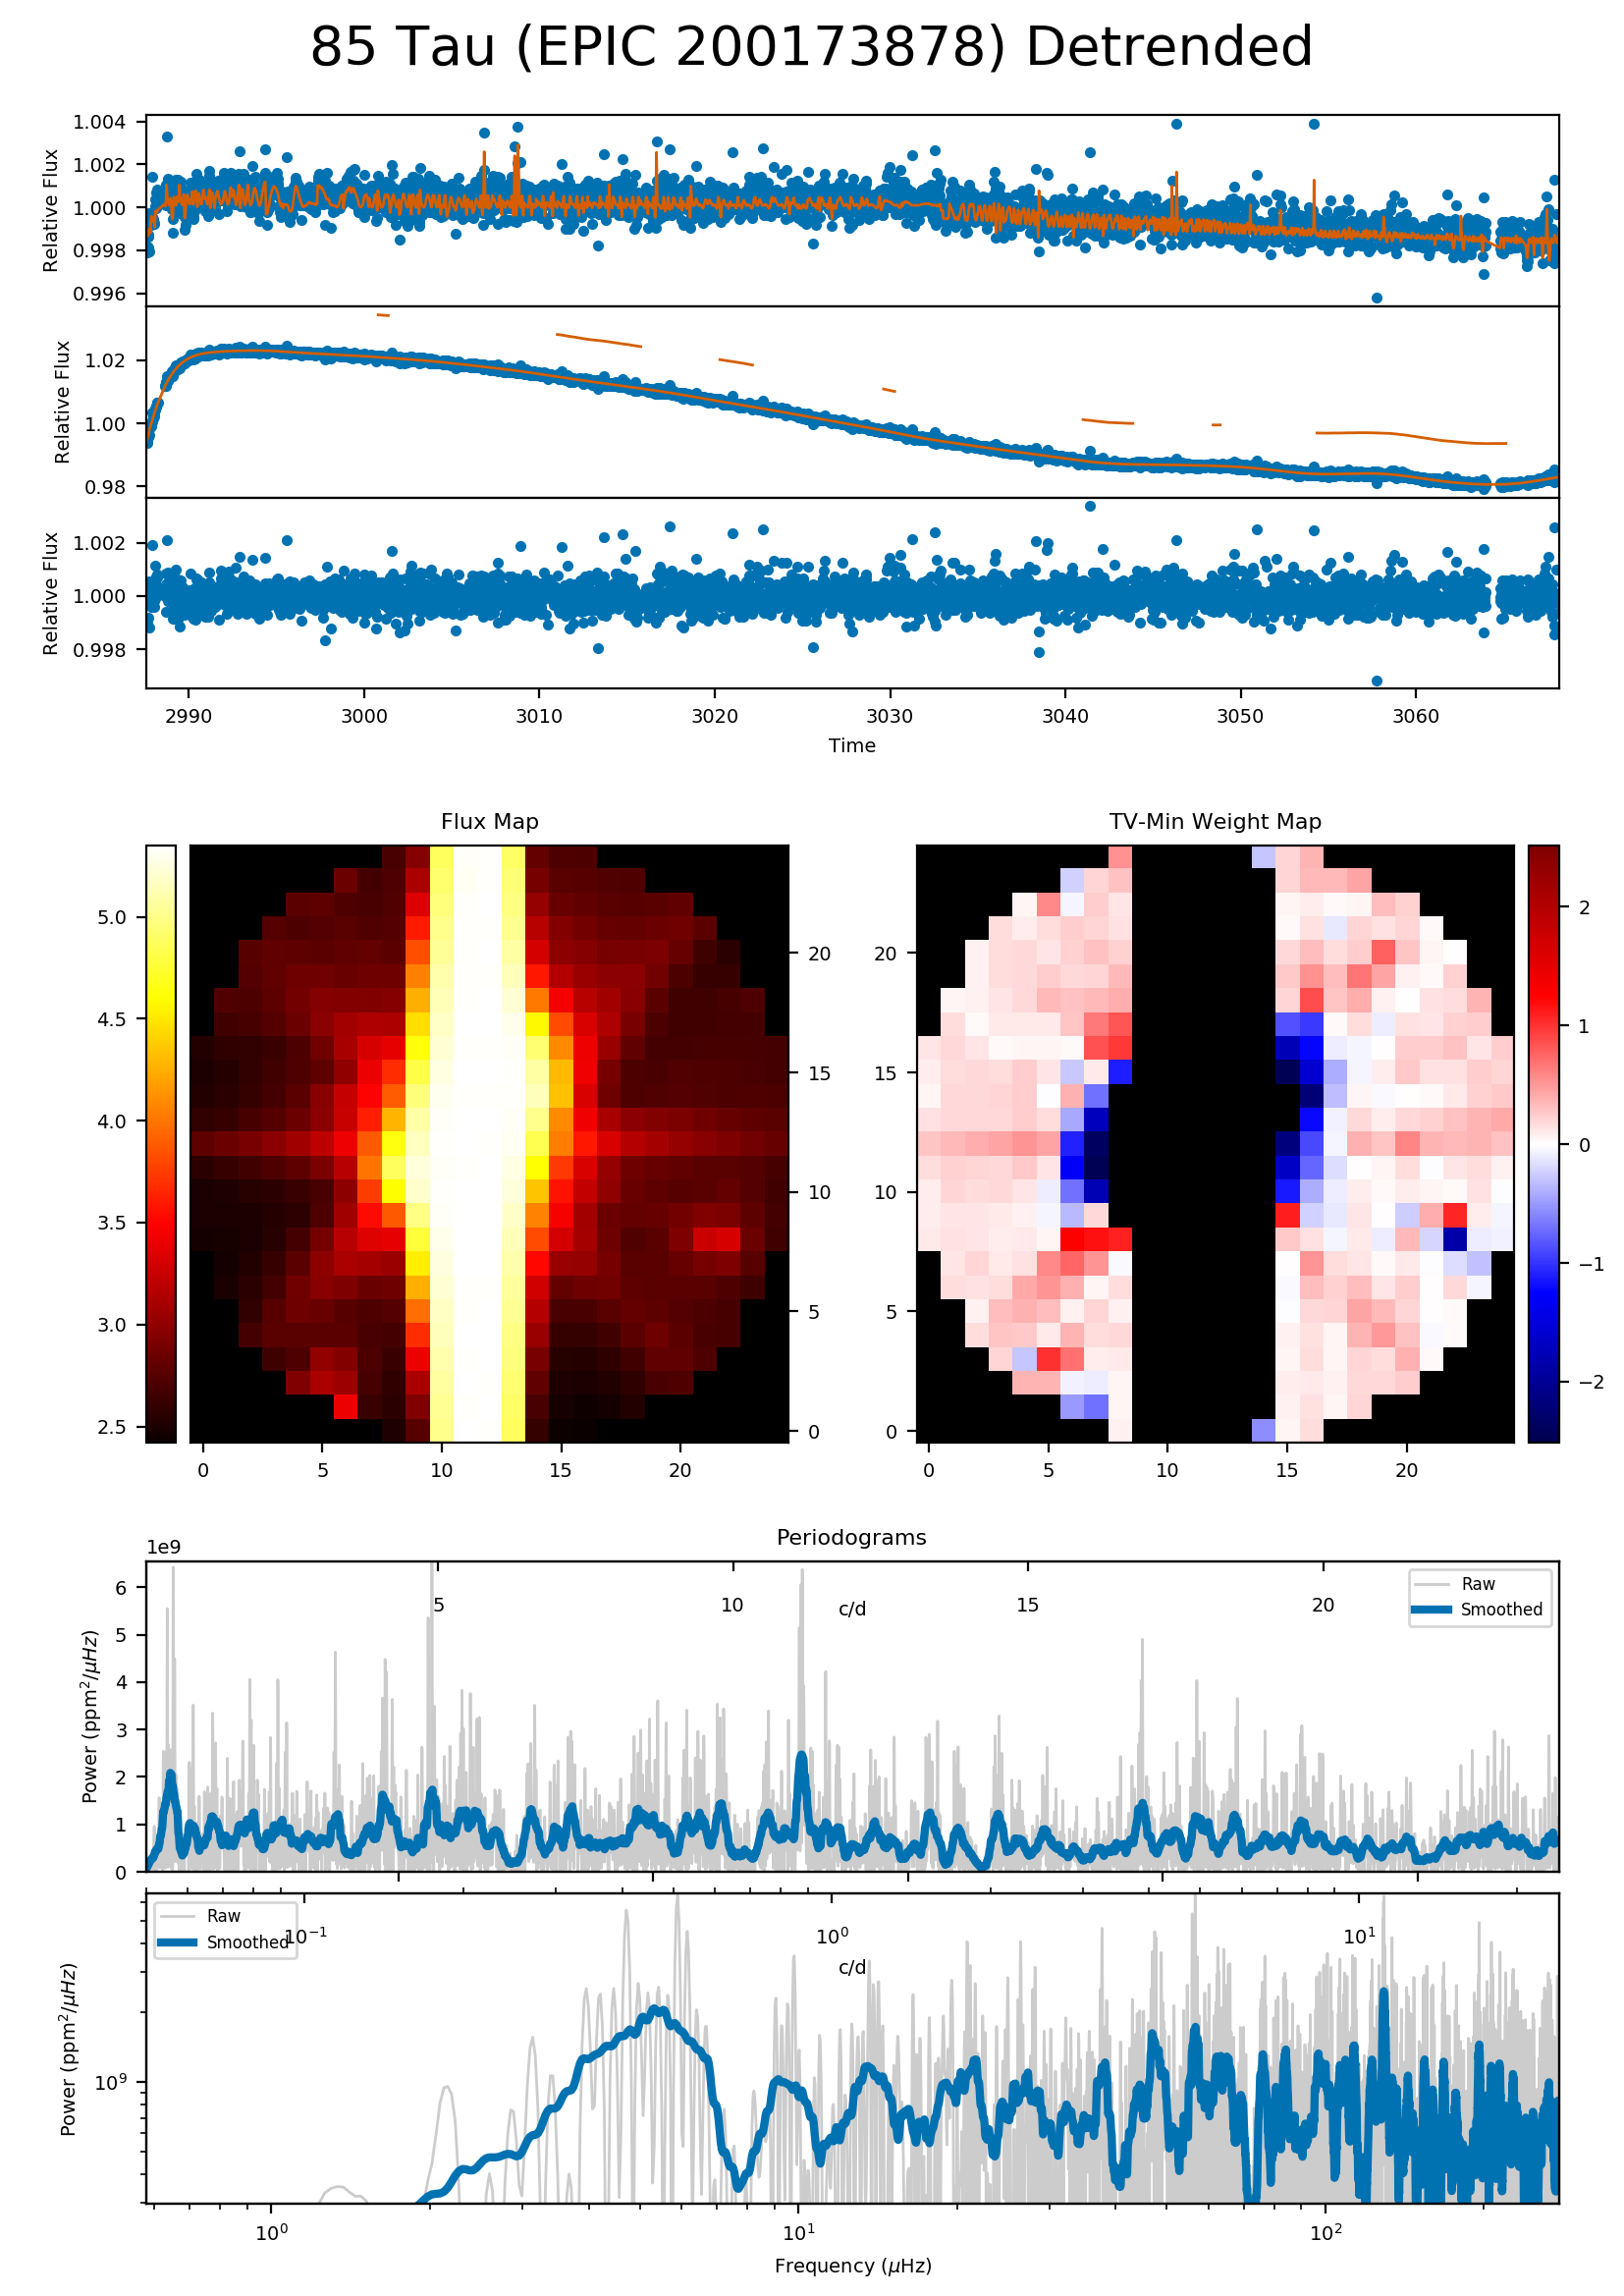 85 Tau (EPIC 200173878) Detrended
1.004
1.002
1.000
0.998
0.996
Relative Flux
1.02
1.00
0.98
Relative Flux
1.002
1.000
0.998
Relative Flux
2990 3000 3010 3020 3030 3040 3050 3060
Time
Flux Map
5.0
4.5
4.0
3.5
3.0
2.5
20
15
10
5
0
0 5 10 15 20
TV-Min Weight Map
20
15
10
5
0
0 5 10 15 20
2
1
0
−1
−2
Periodograms
1e9
6
5
4
3
2
1
0
Power (ppm²/μHz)
5 10 15 20
c/d
Raw
Smoothed
Raw
Smoothed
10⁻¹ 10⁰ 10¹
c/d
10⁹
Power (ppm²/μHz)
10⁰ 10¹ 10²
Frequency (μHz)